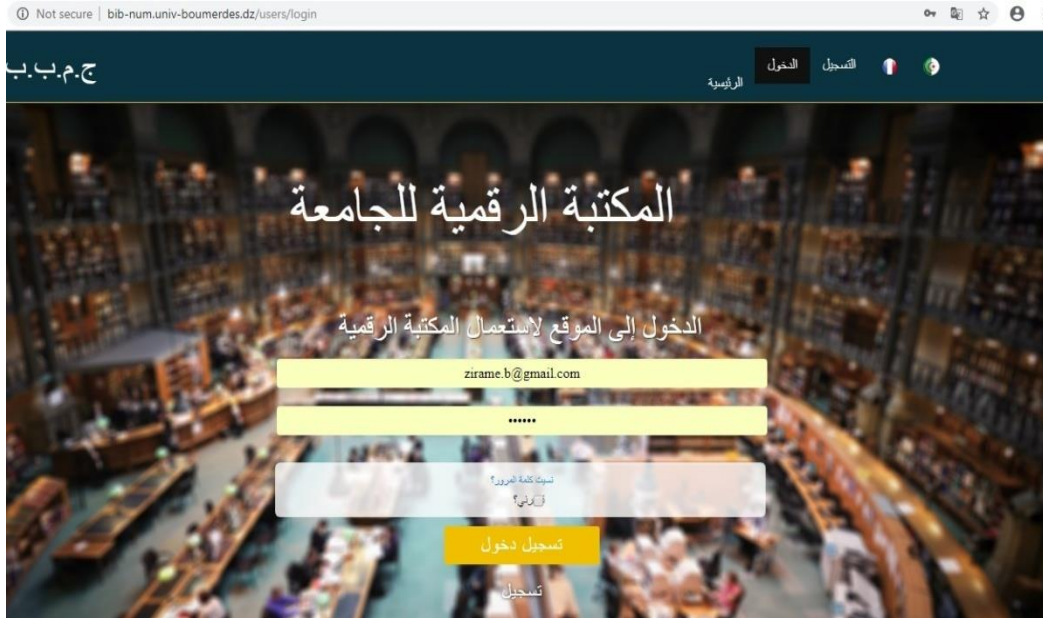 Not secure | bib-num.univ-boumerdes.dz/users/login
ج.م.ب.ب
التسجيل
الدخول
الرئيسية
المكتبة الرقمية للجامعة
الدخول إلى الموقع لاستعمال المكتبة الرقمية
zirame.b@gmail.com
••••••
نسيت كلمة المرور؟
تسجيل دخول
تسجيل